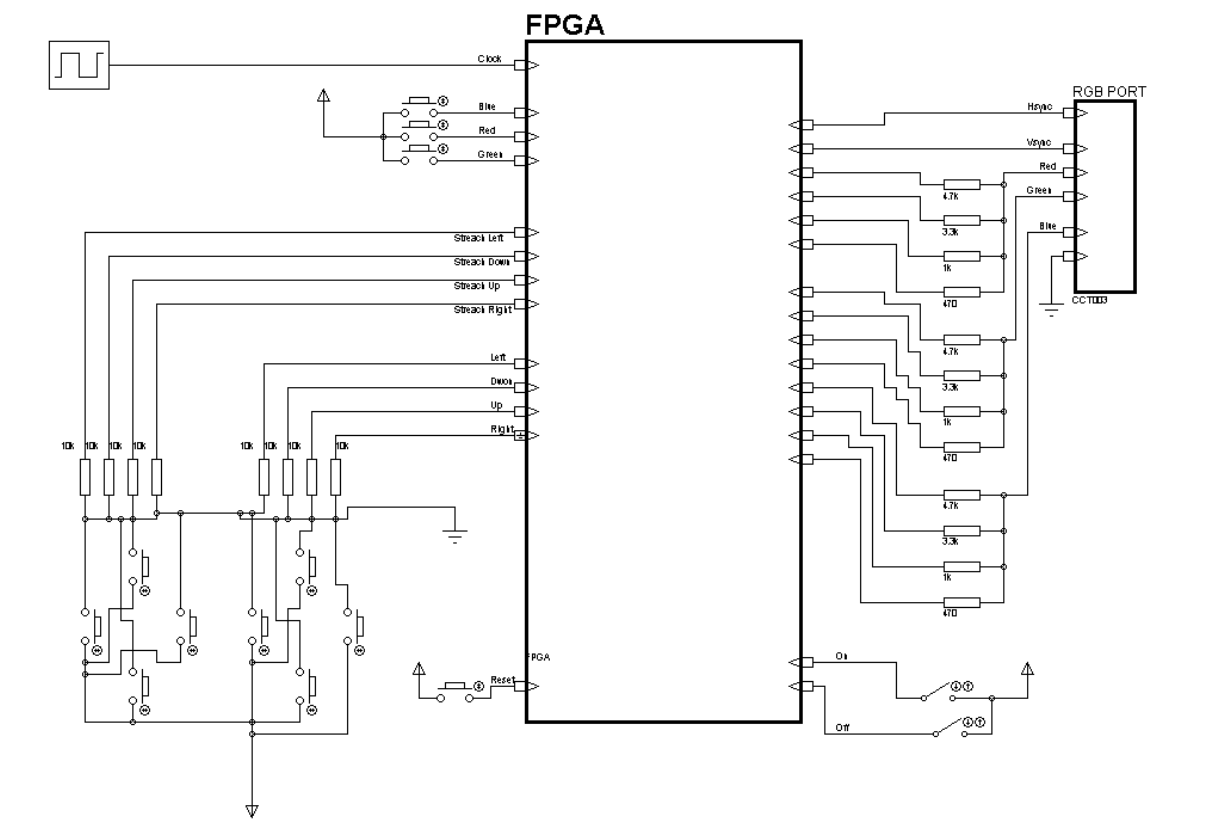 FPGA
Clock
RGB PORT
Blue
Hsync
Red
Vsync
Green
Red
4.7k
Green
3.3k
Streach Left
Blue
Streach Down
1k
Streach Up
470
CCT003
Streach Right
4.7k
Left
3.3k
Dwon
1k
Up
Right
10k 10k 10k 10k 10k 10k 10k 10k
470
4.7k
3.3k
1k
470
FPGA
On
Reset
Off